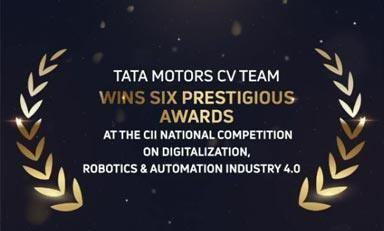 TATA MOTORS CV TEAM
WINS SIX PRESTIGIOUS
AWARDS
AT THE CII NATIONAL COMPETITION
ON DIGITALIZATION,
ROBOTICS & AUTOMATION INDUSTRY 4.0